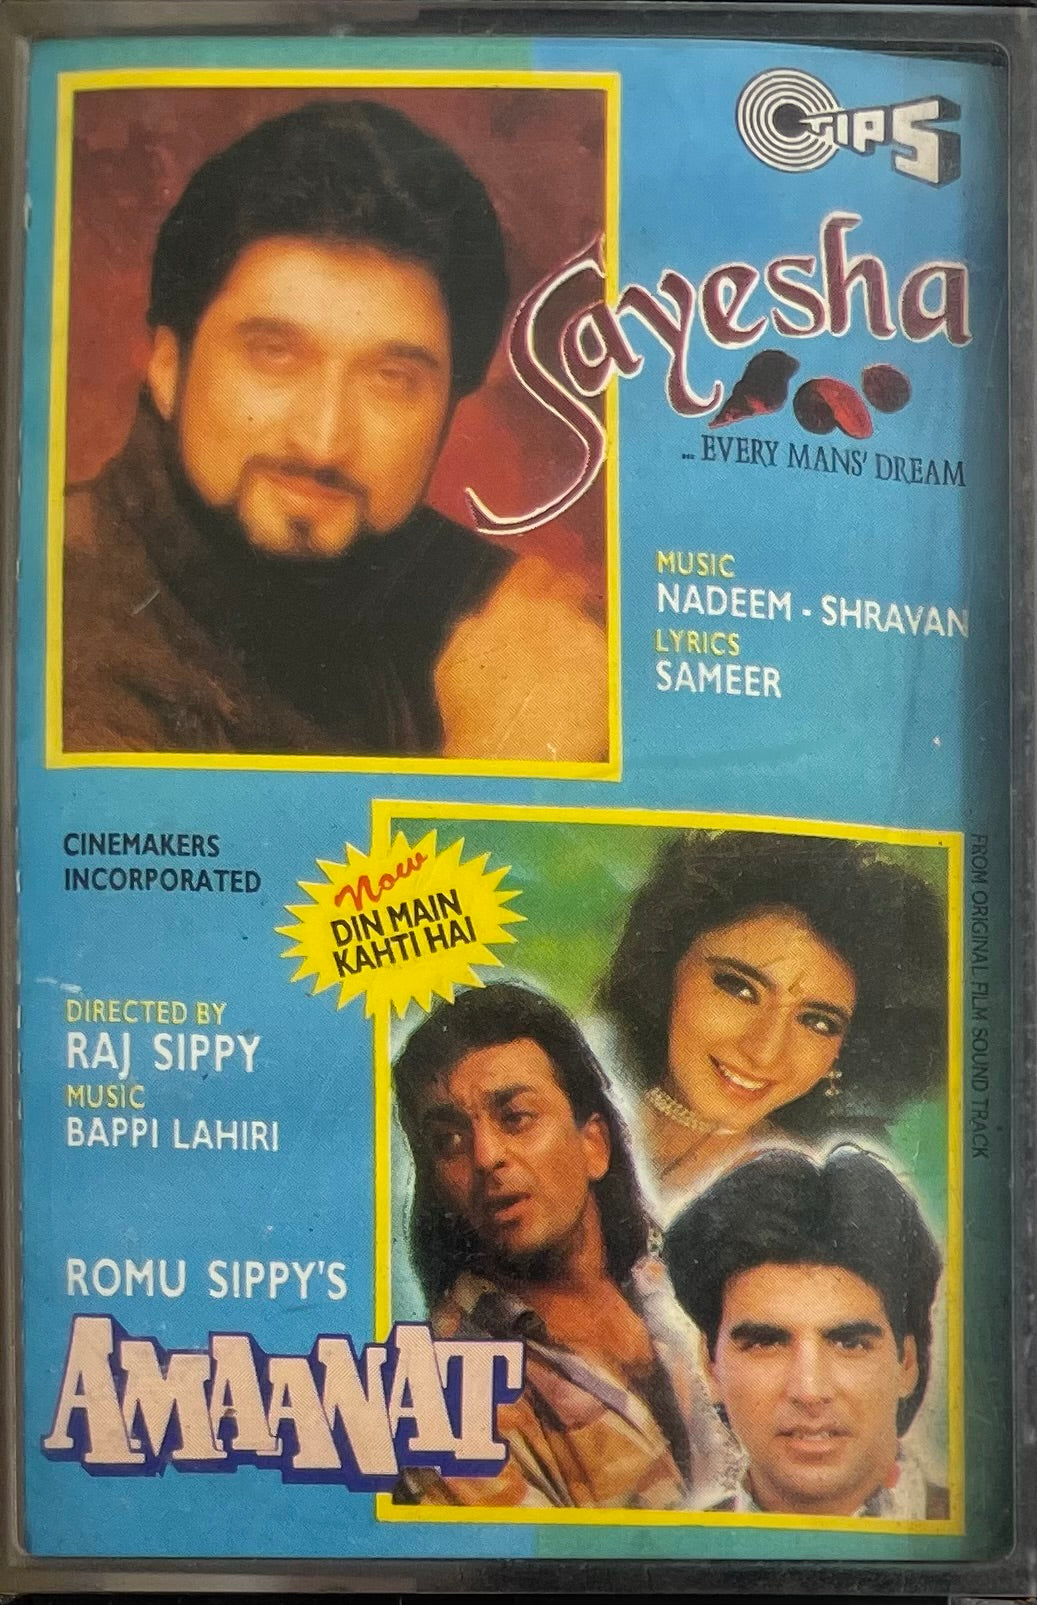 TIPS
Sayesha
... EVERY MANS' DREAM
MUSIC
NADEEM - SHRAVAN
LYRICS
SAMEER
CINEMAKERS
INCORPORATED
Now
DIN MAIN
KAHTI HAI
DIRECTED BY
RAJ SIPPY
MUSIC
BAPPI LAHIRI
ROMU SIPPY'S
AMAANAT
FROM ORIGINAL FILM SOUND TRACK